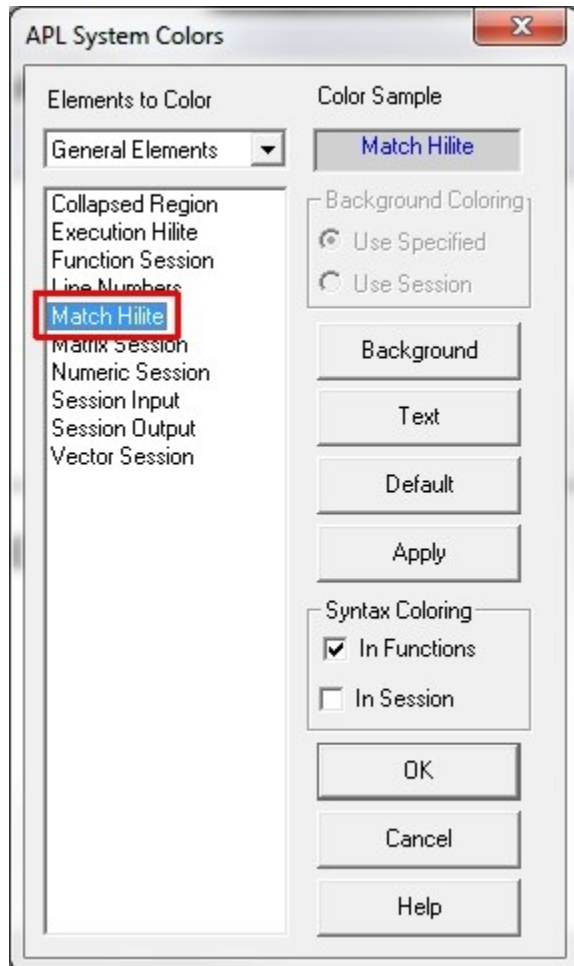 APL System Colors
Elements to Color
General Elements
Collapsed Region
Execution Hilite
Function Session
Line Numbers
Match Hilite
Matrix Session
Numeric Session
Session Input
Session Output
Vector Session
Color Sample
Match Hilite
Background Coloring
Use Specified
Use Session
Background
Text
Default
Apply
Syntax Coloring
In Functions
In Session
OK
Cancel
Help